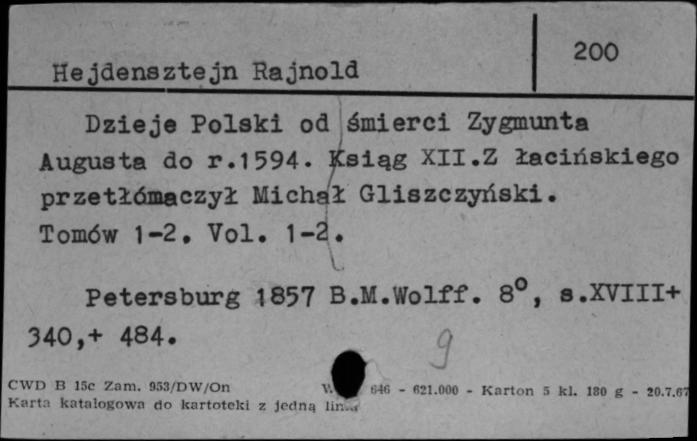 200
Hejdensztejn Rajnold
Dzieje Polski od śmierci Zygmunta
Augusta do r.1594. Ksiąg XII.Z łacińskiego
przetłómaczył Michał Gliszczyński.
Tomów 1-2. Vol. 1-2.
Petersburg 1857 B.M.Wolff. 8°, s.XVIII+
340,+ 484.
9
CWD B 15c Zam. 953/DW/On 646 - 621.000 - Karton 5 kl. 180 g - 20.7.67
Karta katalogowa do kartoteki z jedną